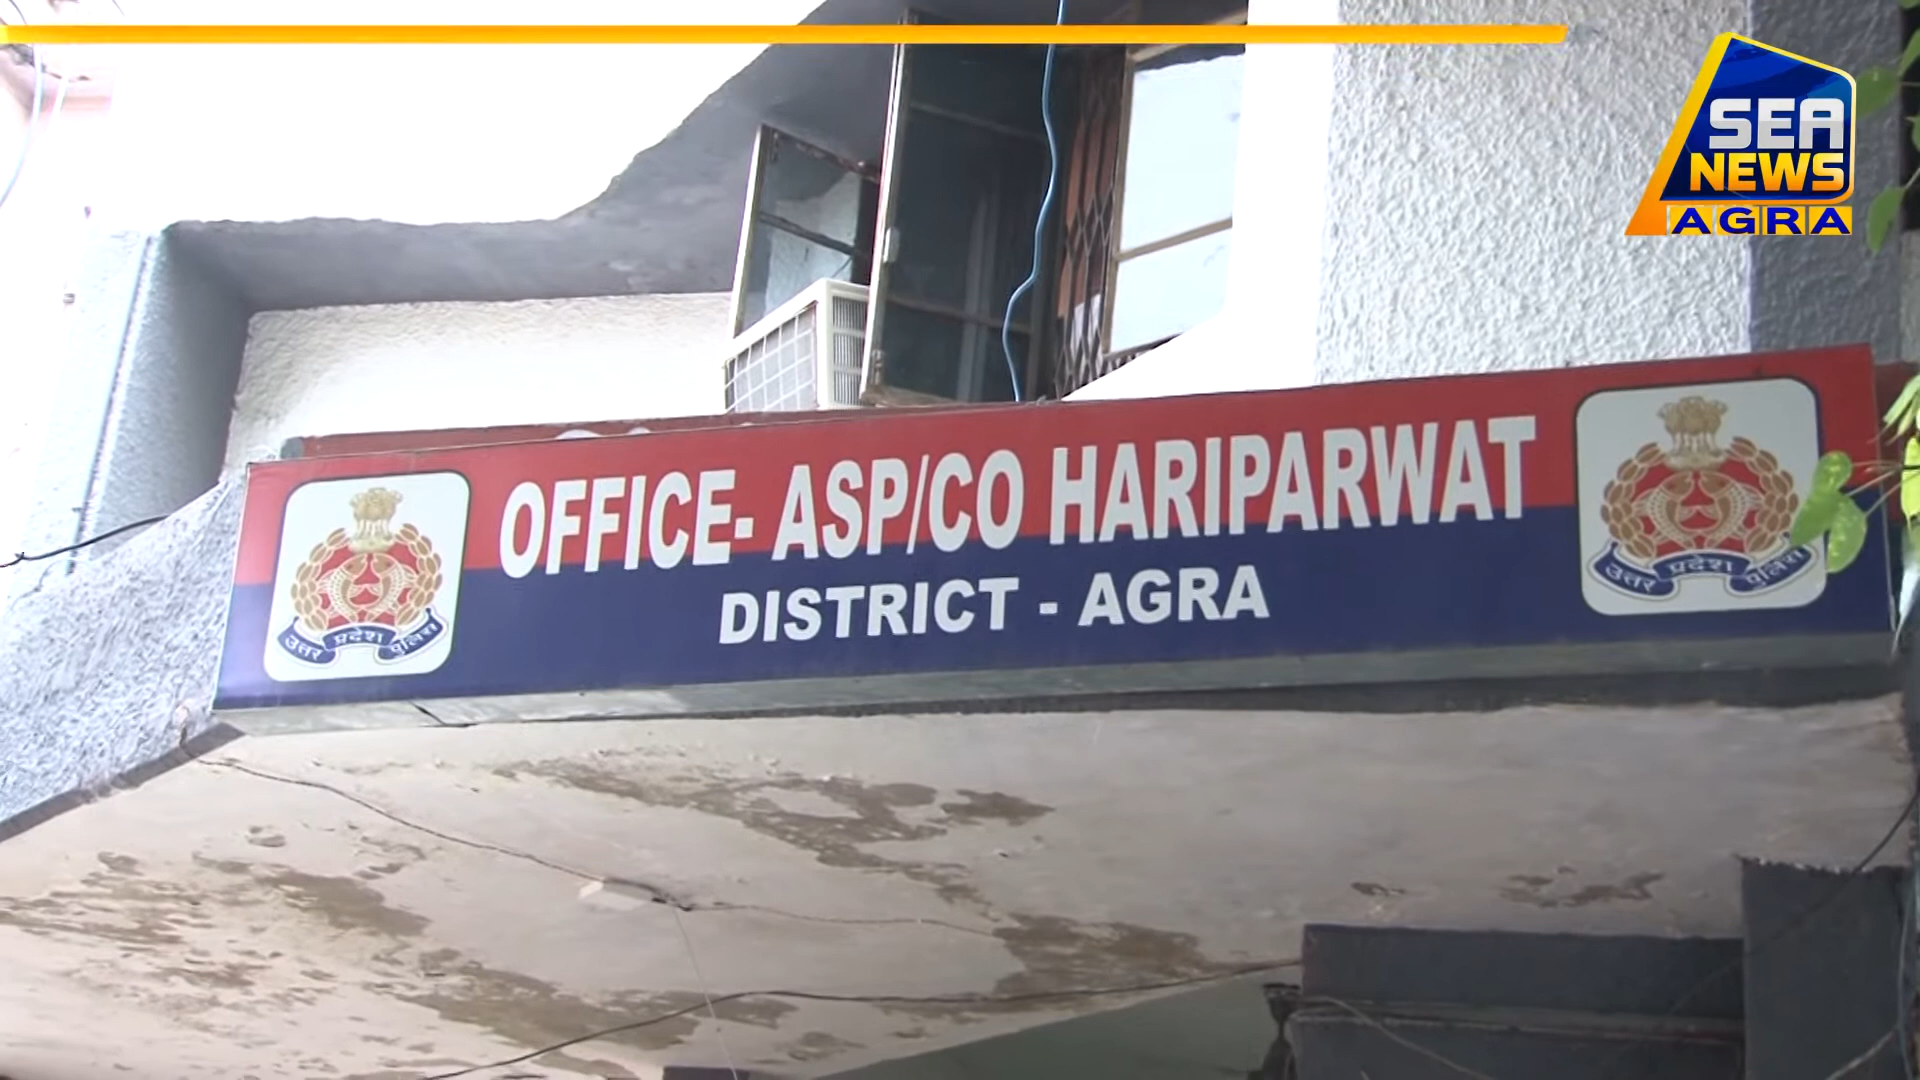 SEA
NEWS
AGRA
OFFICE- ASP/CO HARIPARWAT
DISTRICT - AGRA
उत्तर प्रदेश पुलिस
उत्तर प्रदेश पुलिस